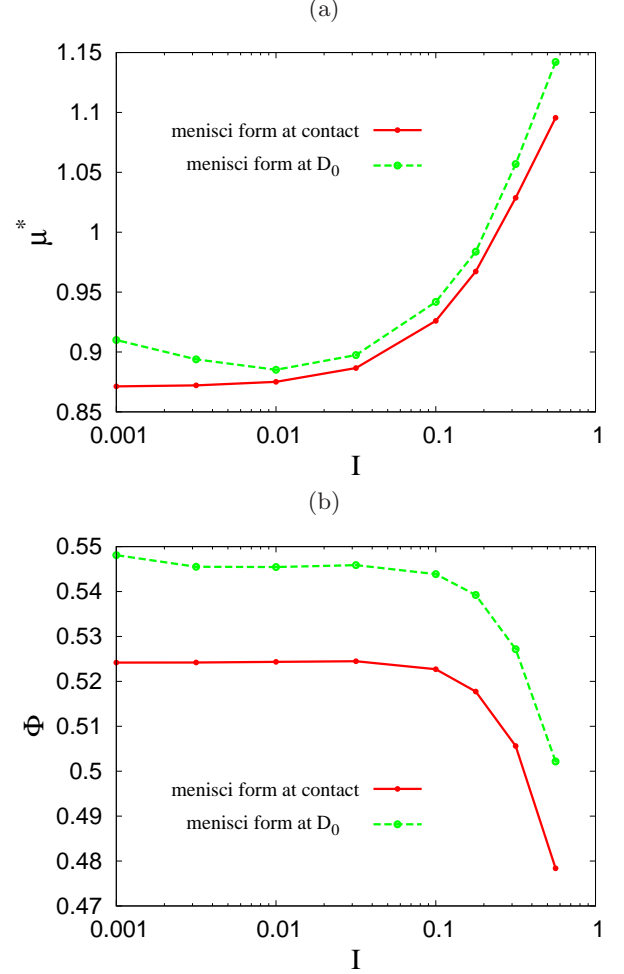 (a)
1.15
1.1
1.05
1
0.95
0.9
0.85
μ*
menisci form at contact
menisci form at D₀
0.001 0.01 0.1 1
I
(b)
0.55
0.54
0.53
0.52
0.51
0.5
0.49
0.48
0.47
Φ
menisci form at contact
menisci form at D₀
0.001 0.01 0.1 1
I